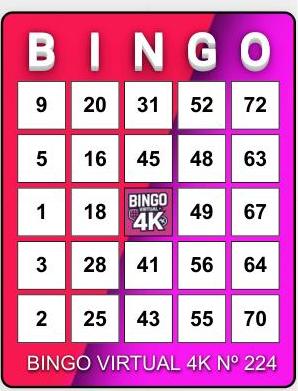 B I N G O
9 20 31 52 72
5 16 45 48 63
1 18 BINGO VIRTUAL 4K 49 67
3 28 41 56 64
2 25 43 55 70
BINGO VIRTUAL 4K Nº 224